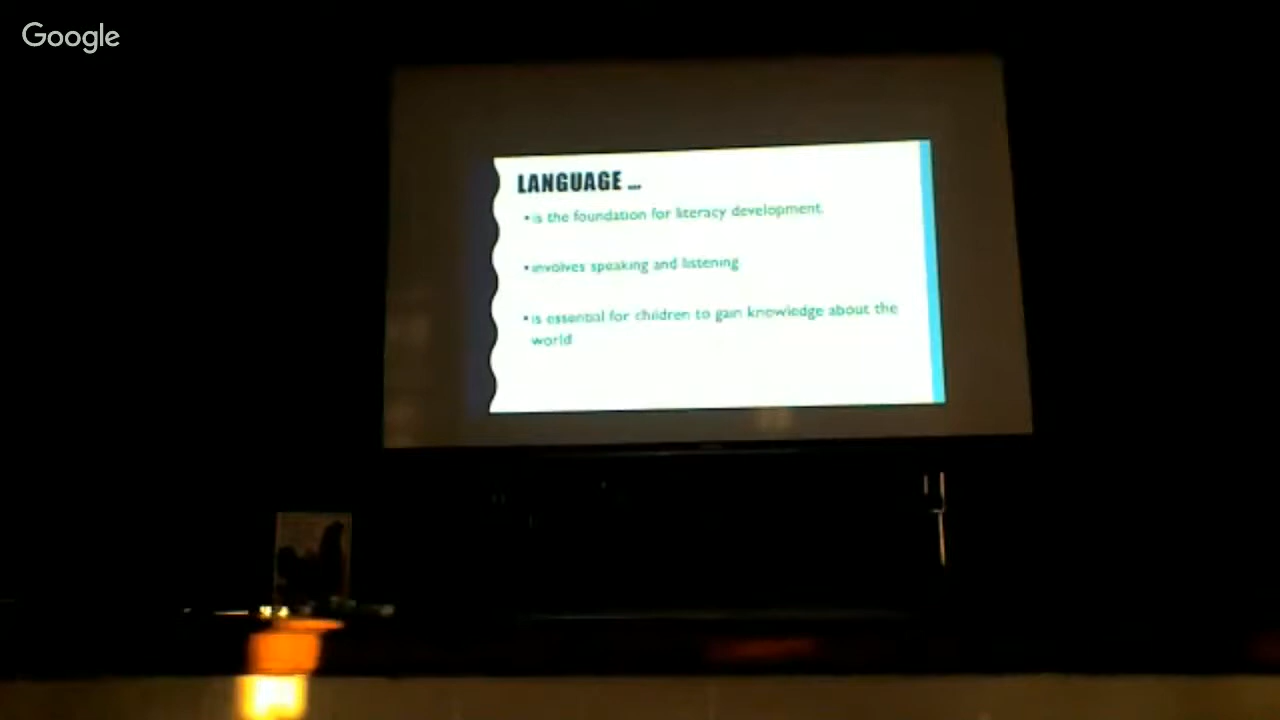 Google
LANGUAGE ...
• is the foundation for literacy development.
• involves speaking and listening
• is essential for children to gain knowledge about the
world